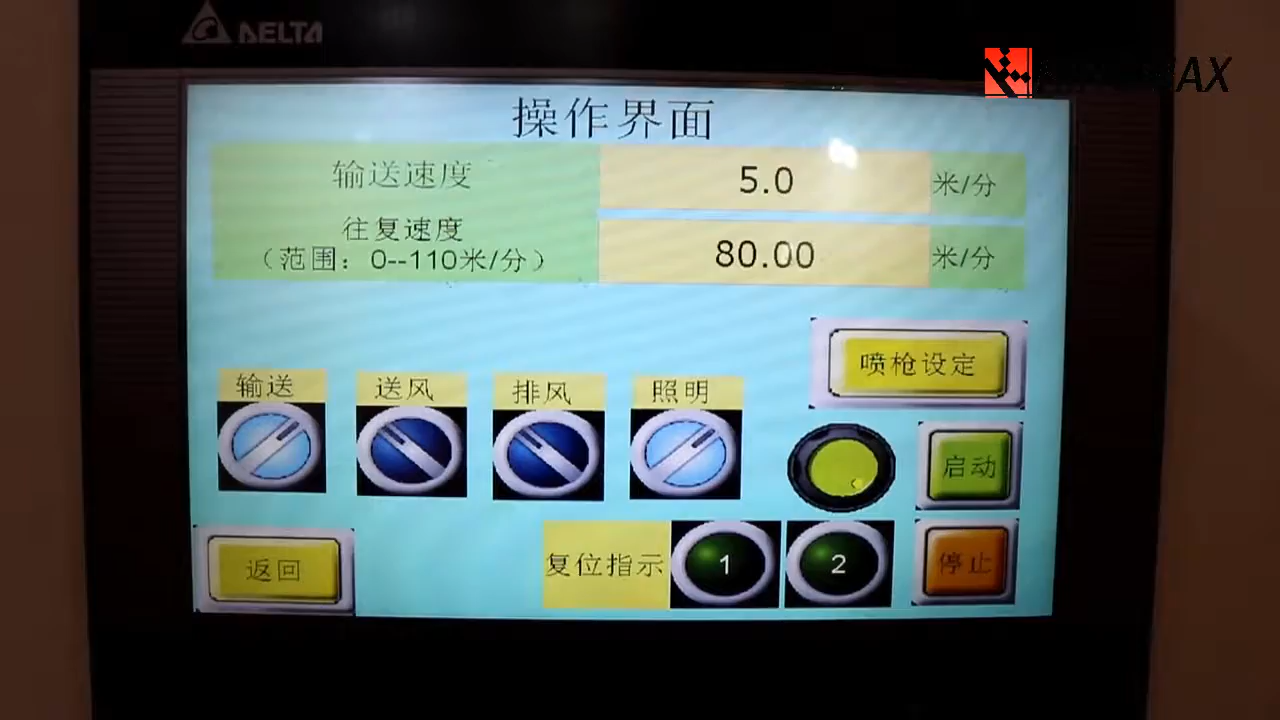 DELTA
AX
操作界面
输送速度
5.0
米/分
往复速度
（范围：0--110米/分）
80.00
米/分
喷枪设定
输送
送风
排风
照明
启动
返回
复位指示
1
2
停止